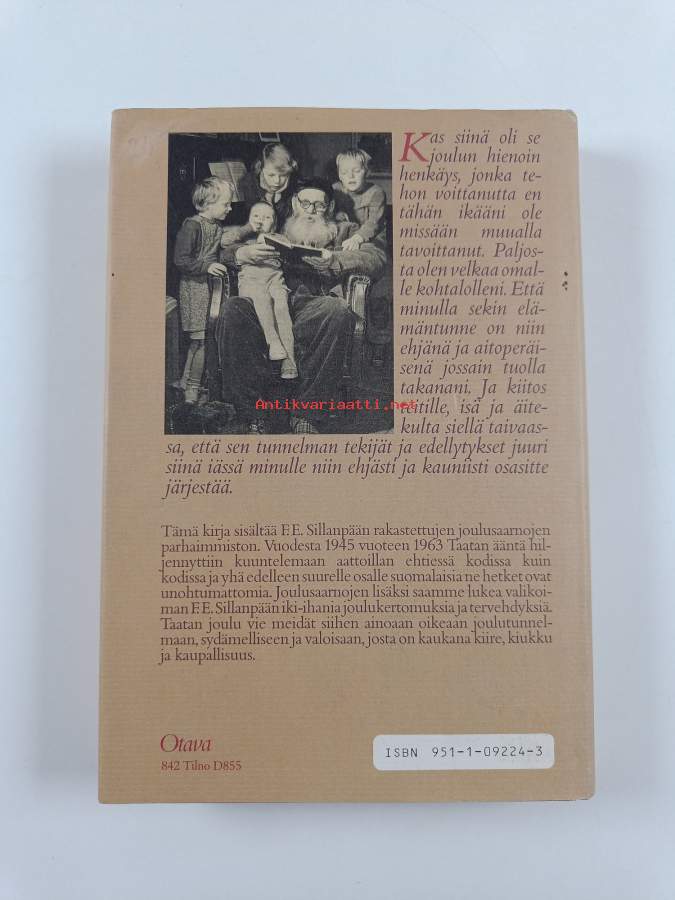 Kas siinä oli se
joulun hienoin
henkäys, jonka te-
hon voittanutta en
tähän ikääni ole
missään muualla
tavoittanut. Paljos-
ta olen velkaa omal-
le kohtalolleni. Että
minulla sekin elä-
mäntunne on niin
ehjänä ja aitoperäi-
senä jossain tuolla
takanani. Ja kiitos
teitille, isä ja äite-
kulta siellä taivaas-
sa, että sen tunnelman tekijät ja edellytykset juuri
siinä iässä minulle niin ehjästi ja kauniisti osasitte
järjestää.
Antikvariaatti.net
Tämä kirja sisältää F.E. Sillanpään rakastettujen joulusaarnojen
parhaimmiston. Vuodesta 1945 vuoteen 1963 Taatan ääntä hil-
jennyttiin kuuntelemaan aattoillan ehtiessä kodissa kuin
kodissa ja yhä edelleen suurelle osalle suomalaisia ne hetket ovat
unohtumattomia. Joulusaarnojen lisäksi saamme lukea valikoi-
man F.E. Sillanpään iki-ihania joulukertomuksia ja tervehdyksiä.
Taatan joulu vie meidät siihen ainoaan oikeaan joulutunnel-
maan, sydämelliseen ja valoisaan, josta on kaukana kiire, kiukku
ja kaupallisuus.
Otava
842 Tilno D855
ISBN 951-1-09224-3